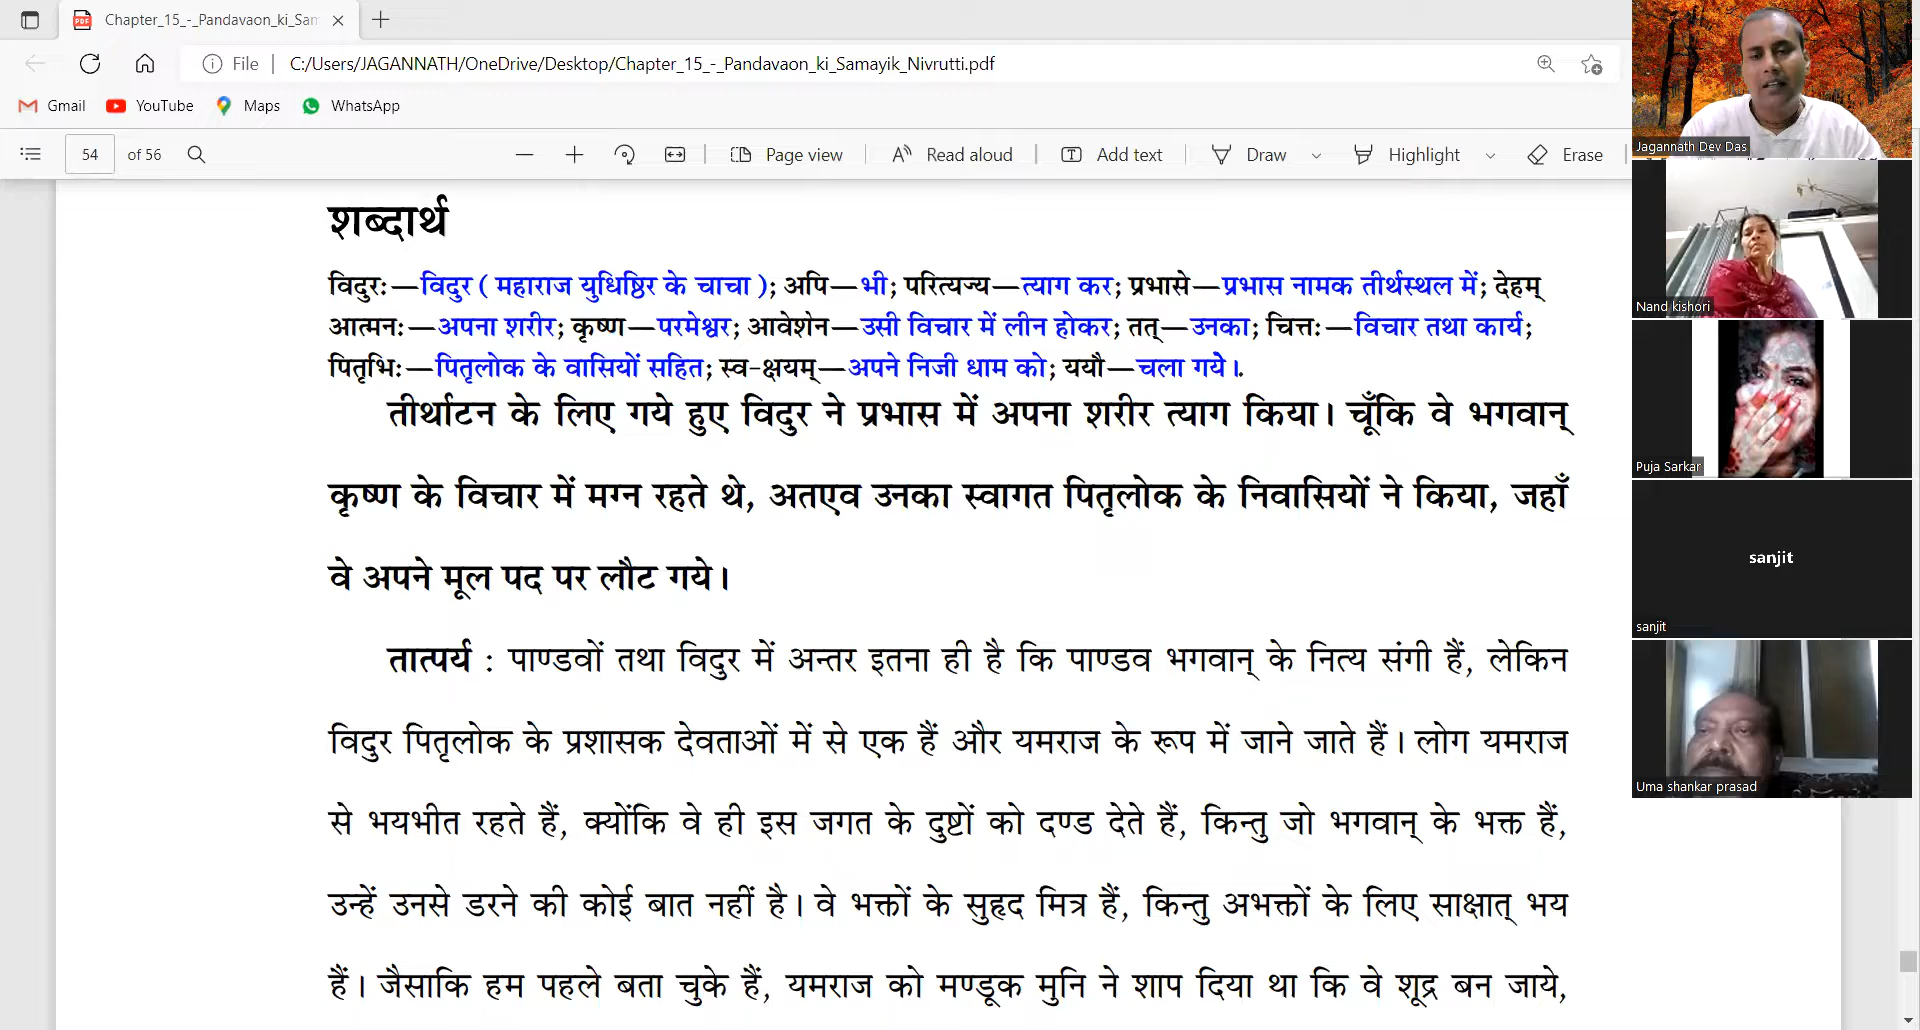 Chapter_15_-_Pandavaon_ki_Sam
File
C:/Users/JAGANNATH/OneDrive/Desktop/Chapter_15_-_Pandavaon_ki_Samayik_Nivrutti.pdf
Gmail YouTube Maps WhatsApp
54 of 56 Page view Read aloud Add text Draw Highlight Erase
शब्दार्थ
विदुरः—विदुर ( महाराज युधिष्ठिर के चाचा ); अपि—भी; परित्यज्य—त्याग कर; प्रभासे—प्रभास नामक तीर्थस्थल में; देहम्
आत्मनः—अपना शरीर; कृष्ण—परमेश्वर; आवेशेन—उसी विचार में लीन होकर; तत्—उनका; चित्तः—विचार तथा कार्य;
पितृभिः—पितृलोक के वासियों सहित; स्व-क्षयम्—अपने निजी धाम को; ययौ—चला गये।.
तीर्थाटन के लिए गये हुए विदुर ने प्रभास में अपना शरीर त्याग किया। चूँकि वे भगवान्
कृष्ण के विचार में मग्न रहते थे, अतएव उनका स्वागत पितृलोक के निवासियों ने किया, जहाँ
वे अपने मूल पद पर लौट गये।
तात्पर्य : पाण्डवों तथा विदुर में अन्तर इतना ही है कि पाण्डव भगवान् के नित्य संगी हैं, लेकिन
विदुर पितृलोक के प्रशासक देवताओं में से एक हैं और यमराज के रूप में जाने जाते हैं। लोग यमराज
से भयभीत रहते हैं, क्योंकि वे ही इस जगत के दुष्टों को दण्ड देते हैं, किन्तु जो भगवान् के भक्त हैं,
उन्हें उनसे डरने की कोई बात नहीं है। वे भक्तों के सुहृद मित्र हैं, किन्तु अभक्तों के लिए साक्षात् भय
हैं। जैसाकि हम पहले बता चुके हैं, यमराज को मण्डूक मुनि ने शाप दिया था कि वे शूद्र बन जाये,
Jagannath Dev Das
Nand kishori
Puja Sarkar
sanjit
sanjit
Uma shankar prasad